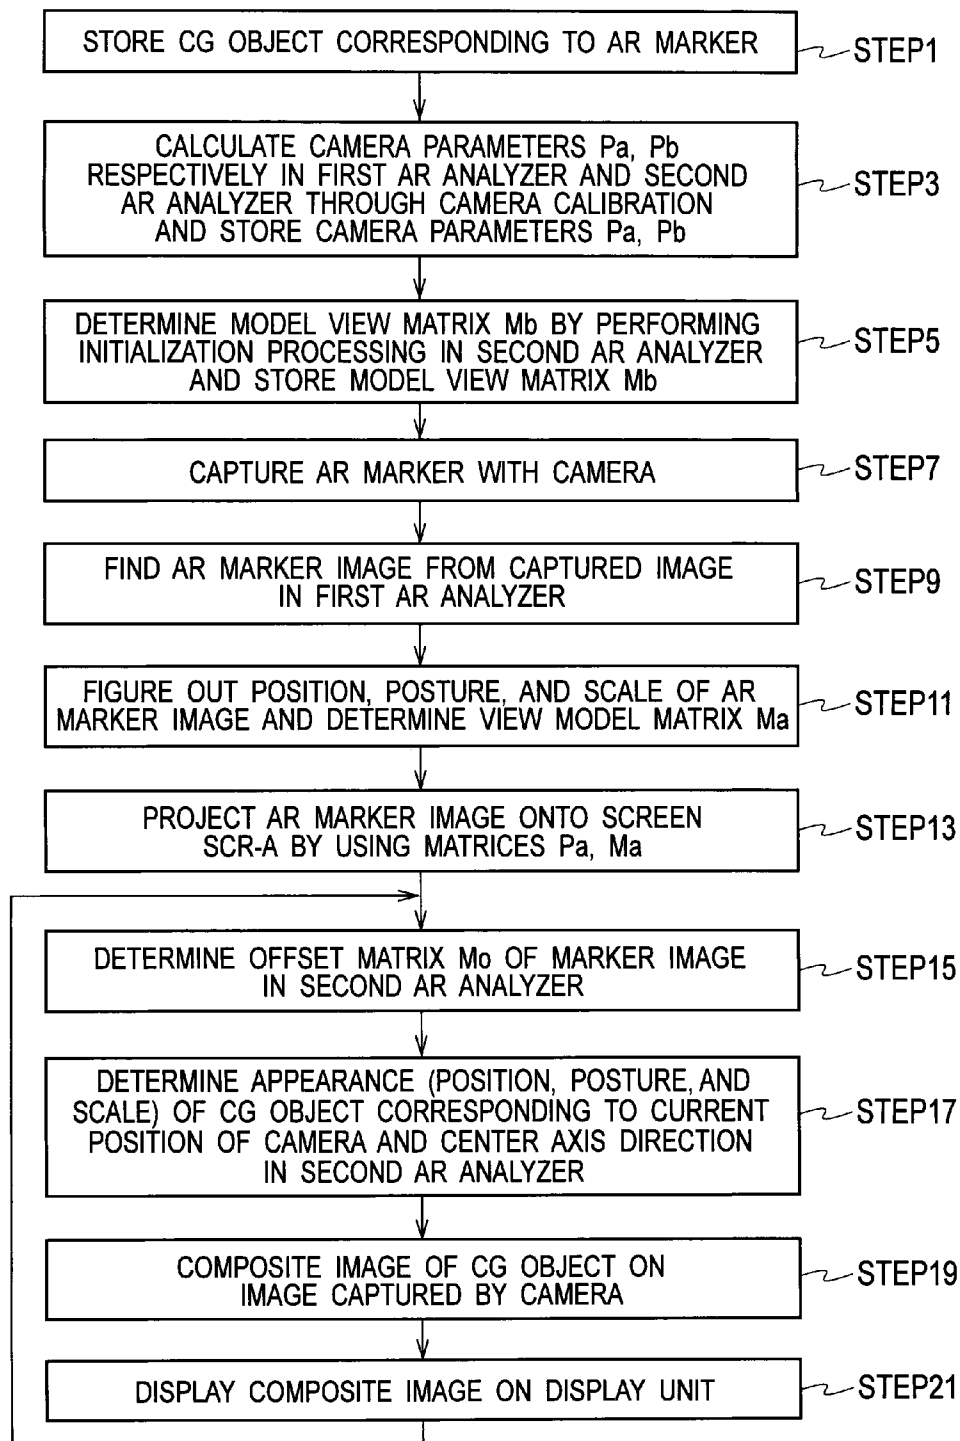 STORE CG OBJECT CORRESPONDING TO AR MARKER
STEP1
CALCULATE CAMERA PARAMETERS Pa, Pb
RESPECTIVELY IN FIRST AR ANALYZER AND SECOND
AR ANALYZER THROUGH CAMERA CALIBRATION
AND STORE CAMERA PARAMETERS Pa, Pb
STEP3
DETERMINE MODEL VIEW MATRIX Mb BY PERFORMING
INITIALIZATION PROCESSING IN SECOND AR ANALYZER
AND STORE MODEL VIEW MATRIX Mb
STEP5
CAPTURE AR MARKER WITH CAMERA
STEP7
FIND AR MARKER IMAGE FROM CAPTURED IMAGE
IN FIRST AR ANALYZER
STEP9
FIGURE OUT POSITION, POSTURE, AND SCALE OF AR
MARKER IMAGE AND DETERMINE VIEW MODEL MATRIX Ma
STEP11
PROJECT AR MARKER IMAGE ONTO SCREEN
SCR-A BY USING MATRICES Pa, Ma
STEP13
DETERMINE OFFSET MATRIX Mo OF MARKER IMAGE
IN SECOND AR ANALYZER
STEP15
DETERMINE APPEARANCE (POSITION, POSTURE, AND
SCALE) OF CG OBJECT CORRESPONDING TO CURRENT
POSITION OF CAMERA AND CENTER AXIS DIRECTION
IN SECOND AR ANALYZER
STEP17
COMPOSITE IMAGE OF CG OBJECT ON
IMAGE CAPTURED BY CAMERA
STEP19
DISPLAY COMPOSITE IMAGE ON DISPLAY UNIT
STEP21